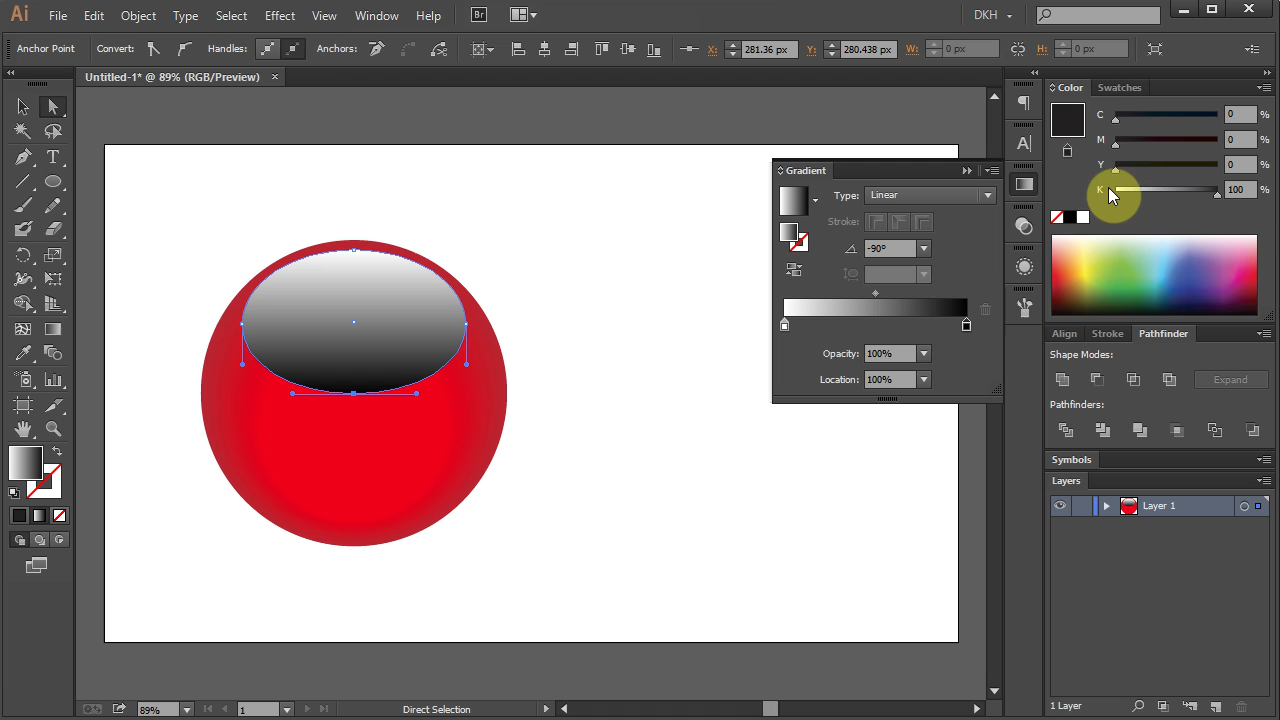 Ai File Edit Object Type Select Effect View Window Help Br DKH
Anchor Point Convert: Handles: Anchors: X: 281.36 px Y: 280.438 px W: 0 px H: 0 px
Untitled-1* @ 89% (RGB/Preview) ×
Color Swatches
C 0 %
M 0 %
Y 0 %
K 100 %
Gradient
Type: Linear
Stroke:
-90°
Opacity: 100%
Location: 100%
Align Stroke Pathfinder
Shape Modes:
Expand
Pathfinders:
Symbols
Layers
Layer 1
1 Layer
89% 1 Direct Selection